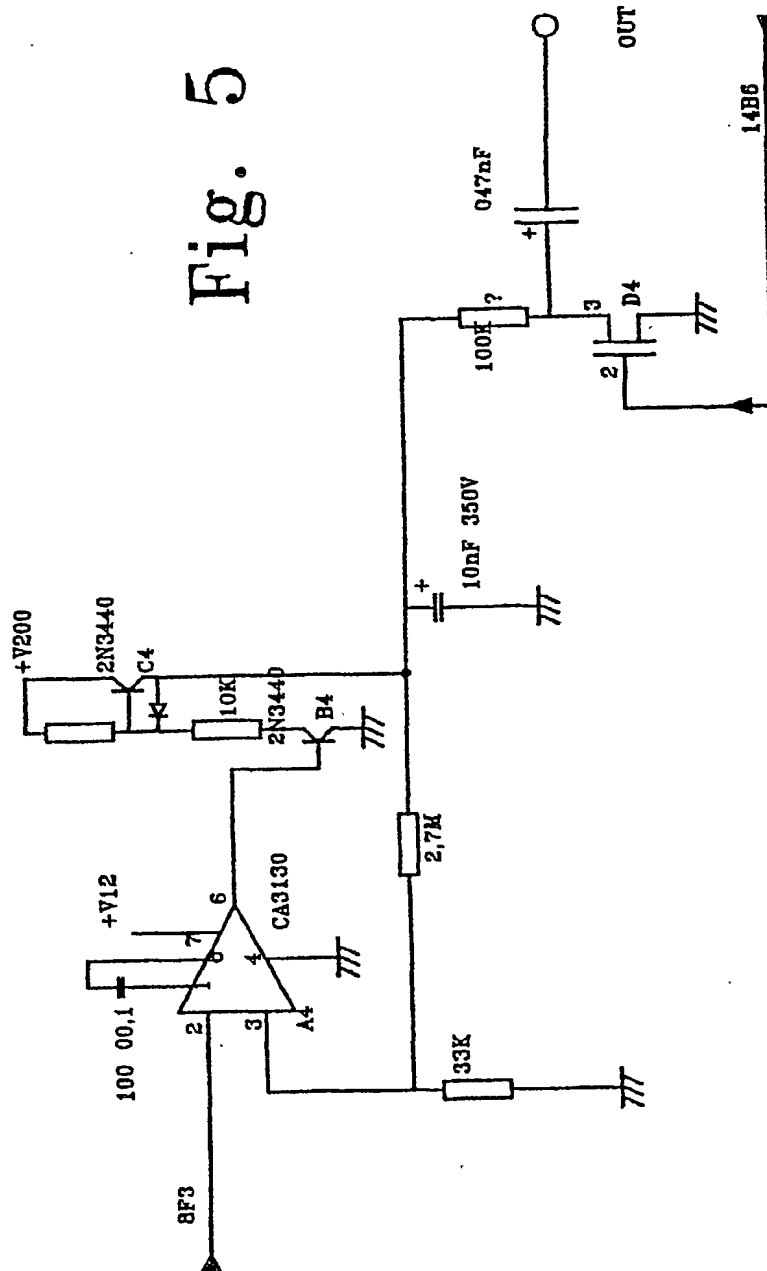 Fig. 5
+V200
2N3440
C4
10K
2N3440
B4
+V12
7
6
CA3130
100 00,1
1
4
2
3
A4
8F3
2,7M
33K
+
10nF 350V
100K ?
+
047nF
OUT
3
2
D4
14B6